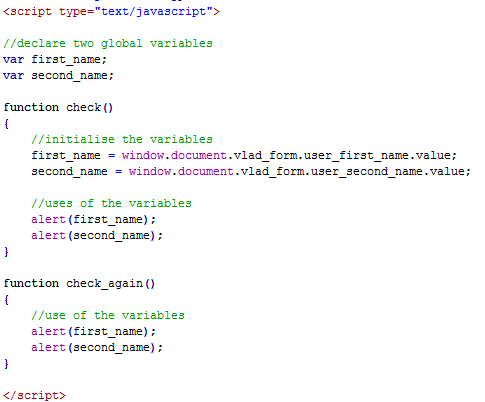 <script type="text/javascript">
//declare two global variables
var first_name;
var second_name;
function check()
{
//initialise the variables
first_name = window.document.vlad_form.user_first_name.value;
second_name = window.document.vlad_form.user_second_name.value;
//uses of the variables
alert(first_name);
alert(second_name);
}
function check_again()
{
//use of the variables
alert(first_name);
alert(second_name);
}
</script>